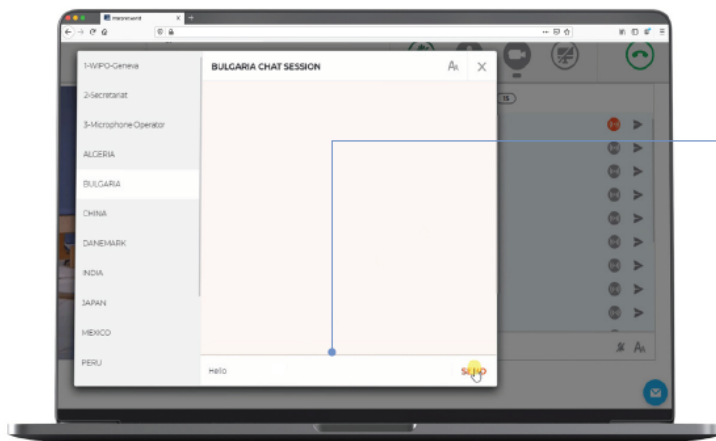 1-WIPO-Geneva
2-Secretariat
3-Microphone Operator
ALGERIA
BULGARIA
CHINA
DANEMARK
INDIA
JAPAN
MEXICO
PERU
BULGARIA CHAT SESSION
Hello
SEND